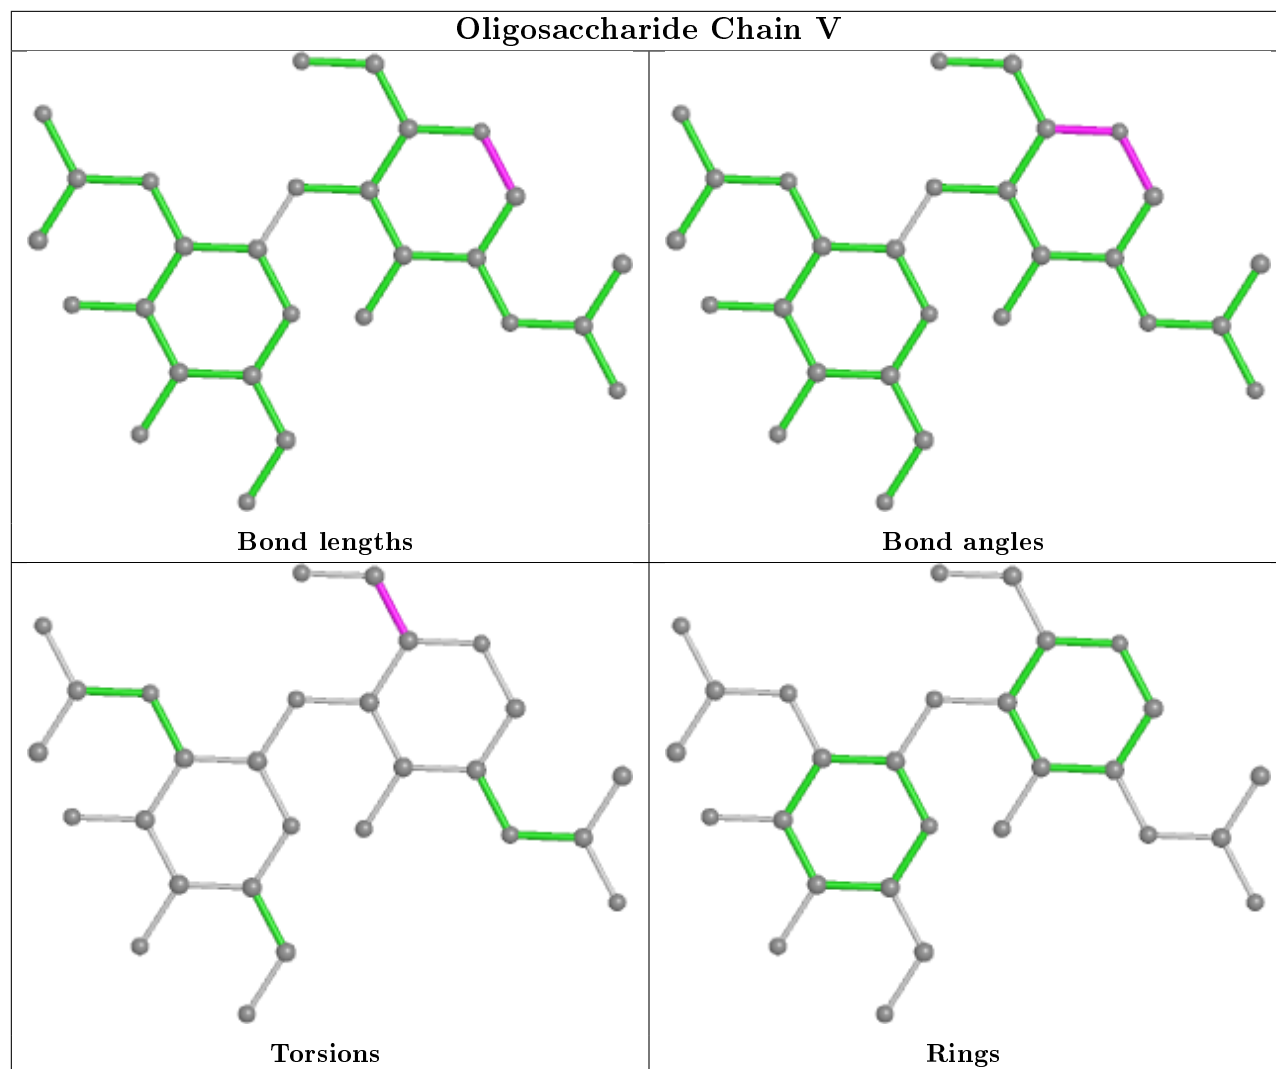 Oligosaccharide Chain V
Bond lengths
Bond angles
Torsions
Rings